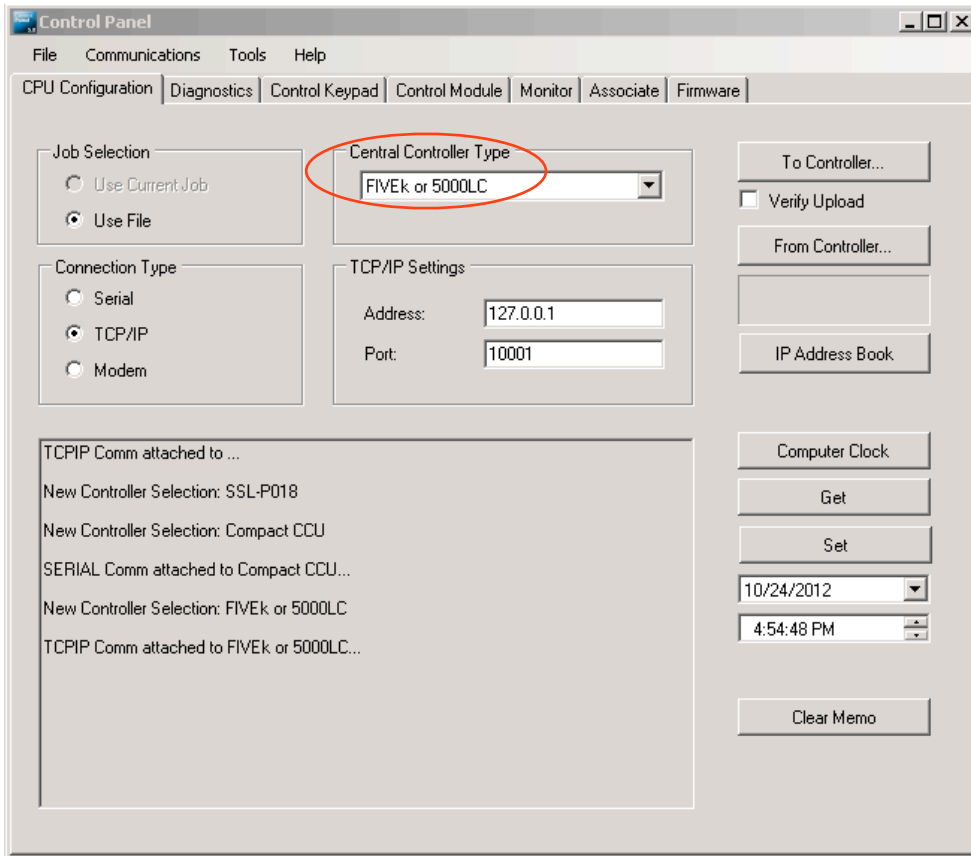 Control Panel
File Communications Tools Help
CPU Configuration Diagnostics Control Keypad Control Module Monitor Associate Firmware
Job Selection
Use Current Job
Use File
Central Controller Type
FIVEk or 5000LC
To Controller...
Verify Upload
From Controller...
Connection Type
Serial
TCP/IP
Modem
TCP/IP Settings
Address: 127.0.0.1
Port: 10001
IP Address Book
TCPIP Comm attached to ...
New Controller Selection: SSL-P018
New Controller Selection: Compact CCU
SERIAL Comm attached to Compact CCU...
New Controller Selection: FIVEk or 5000LC
TCPIP Comm attached to FIVEk or 5000LC...
Computer Clock
Get
Set
10/24/2012
4:54:48 PM
Clear Memo